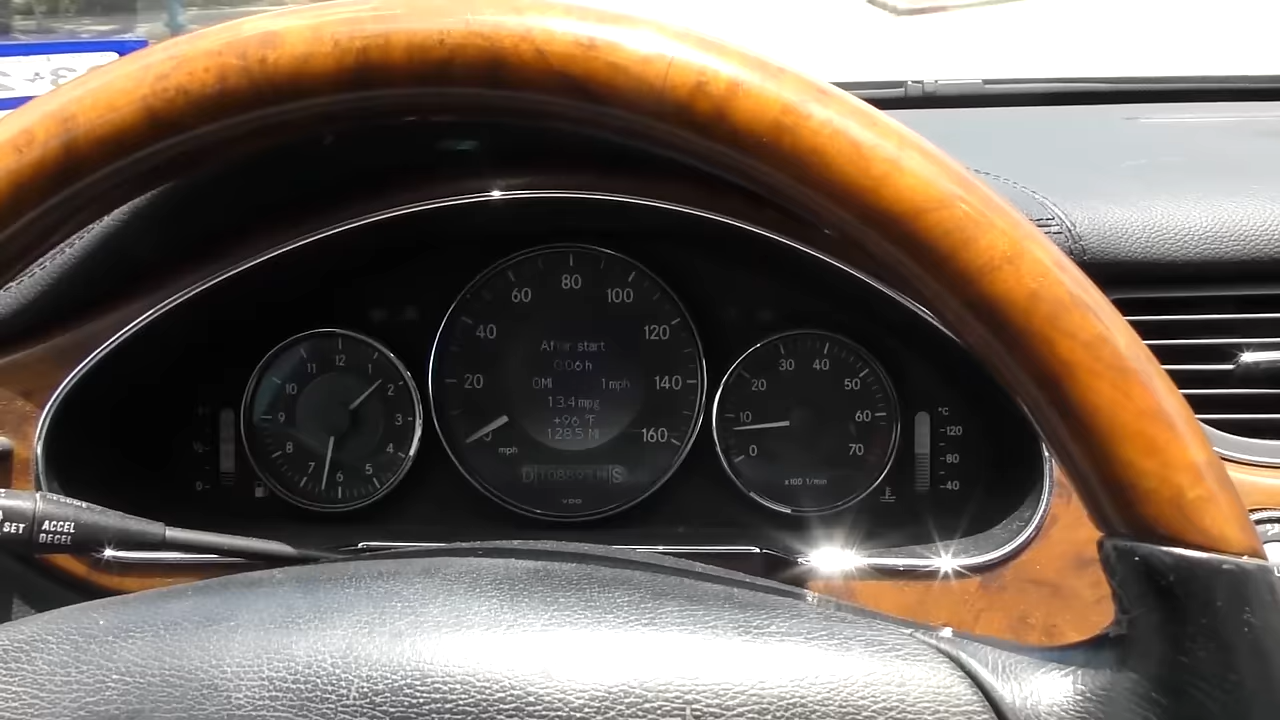 SET
ACCEL
DECEL
12
1
2
3
4
5
6
7
8
9
10
11
20
40
60
80
100
120
140
160
mph
After start
0:06 h
0MI 1 mph
13.4 mpg
+96 °F
128.5 MI
D
S
VDO
0
10
20
30
40
50
60
70
x100 1/min
°C
120
80
40